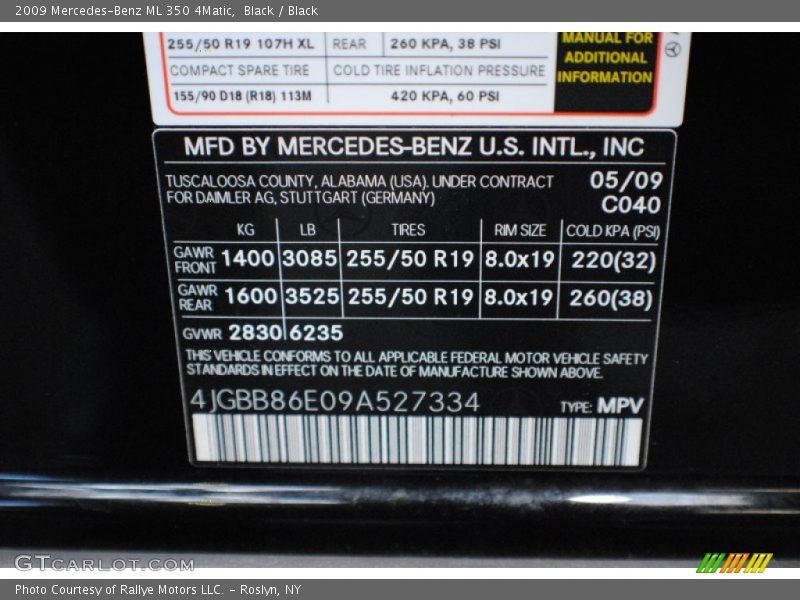 2009 Mercedes-Benz ML 350 4Matic, Black / Black
255/50 R19 107H XL REAR 260 KPA, 38 PSI
COMPACT SPARE TIRE COLD TIRE INFLATION PRESSURE
155/90 D18 (R18) 113M 420 KPA, 60 PSI
MANUAL FOR
ADDITIONAL
INFORMATION
MFD BY MERCEDES-BENZ U.S. INTL., INC
TUSCALOOSA COUNTY, ALABAMA (USA). UNDER CONTRACT 05/09
FOR DAIMLER AG, STUTTGART (GERMANY) C040
KG LB TIRES RIM SIZE COLD KPA (PSI)
GAWR FRONT 1400 3085 255/50 R19 8.0x19 220(32)
GAWR REAR 1600 3525 255/50 R19 8.0x19 260(38)
GVWR 2830 6235
THIS VEHICLE CONFORMS TO ALL APPLICABLE FEDERAL MOTOR VEHICLE SAFETY
STANDARDS IN EFFECT ON THE DATE OF MANUFACTURE SHOWN ABOVE.
4JGBB86E09A527334 TYPE: MPV
GTCARLOT.COM
Photo Courtesy of Rallye Motors LLC. - Roslyn, NY